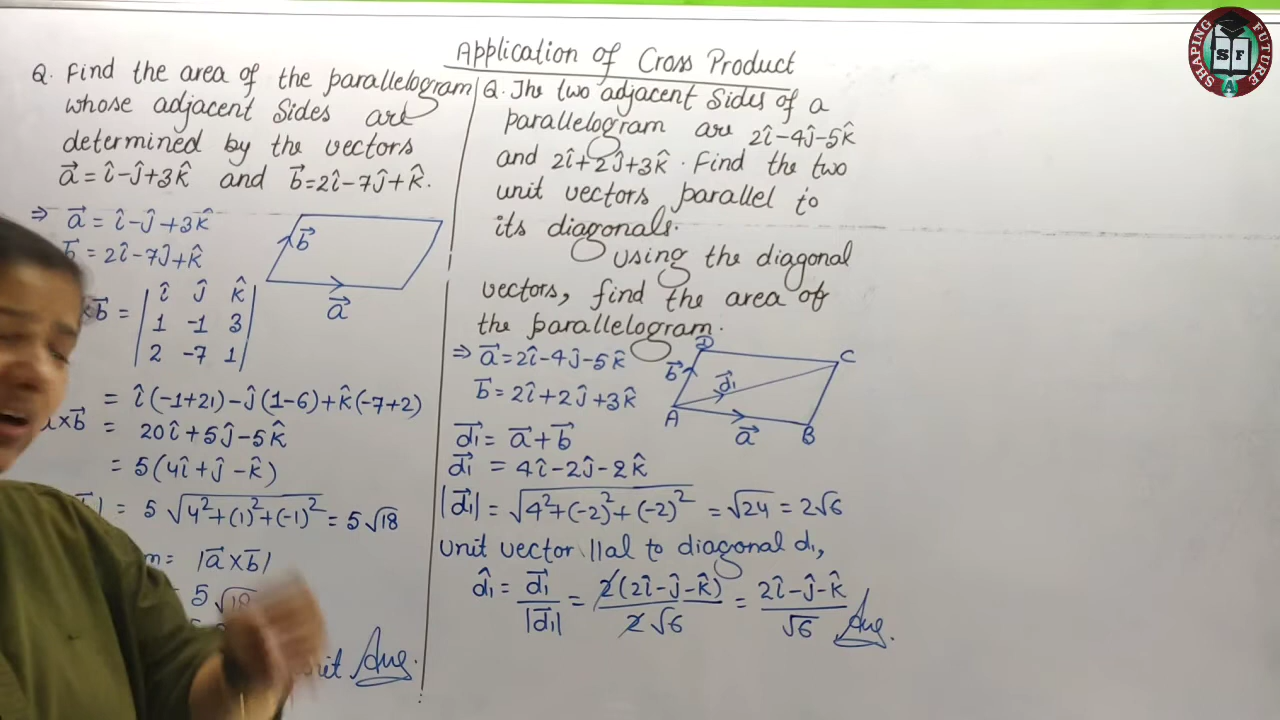 SHAPING FUTURE
S F
A
Application of Cross Product
Q. Find the area of the parallelogram
whose adjacent Sides are
determined by the vectors
a⃗ = î-ĵ+3k̂ and b⃗=2î-7ĵ+k̂.
⇒ a⃗ = î-ĵ+3k̂
b⃗ = 2î-7ĵ+k̂
b⃗
a⃗
×b⃗ = | î ĵ k̂ |
| 1 -1 3 |
| 2 -7 1 |
= î(-1+21)-ĵ(1-6)+k̂(-7+2)
×b⃗ = 20î+5ĵ-5k̂
= 5(4î+ĵ-k̂)
| = 5√4²+(1)²+(-1)² = 5√18
m = |a⃗×b⃗|
= 5√18
Ans.
Q. The two adjacent Sides of a
parallelogram are 2î-4ĵ-5k̂
and 2î+2ĵ+3k̂. Find the two
unit vectors parallel to
its diagonals.
using the diagonal
vectors, find the area of
the parallelogram.
⇒ a⃗=2î-4ĵ-5k̂
b⃗ = 2î+2ĵ+3k̂
D C
b⃗ d⃗₁
A a⃗ B
d⃗₁ = a⃗+b⃗
d⃗₁ = 4î-2ĵ-2k̂
|d⃗₁| = √4²+(-2)²+(-2)² = √24 = 2√6
Unit vector ||al to diagonal d₁,
d̂₁ = d⃗₁/|d⃗₁| = 2(2î-ĵ-k̂)/2√6 = 2î-ĵ-k̂/√6 Ans.